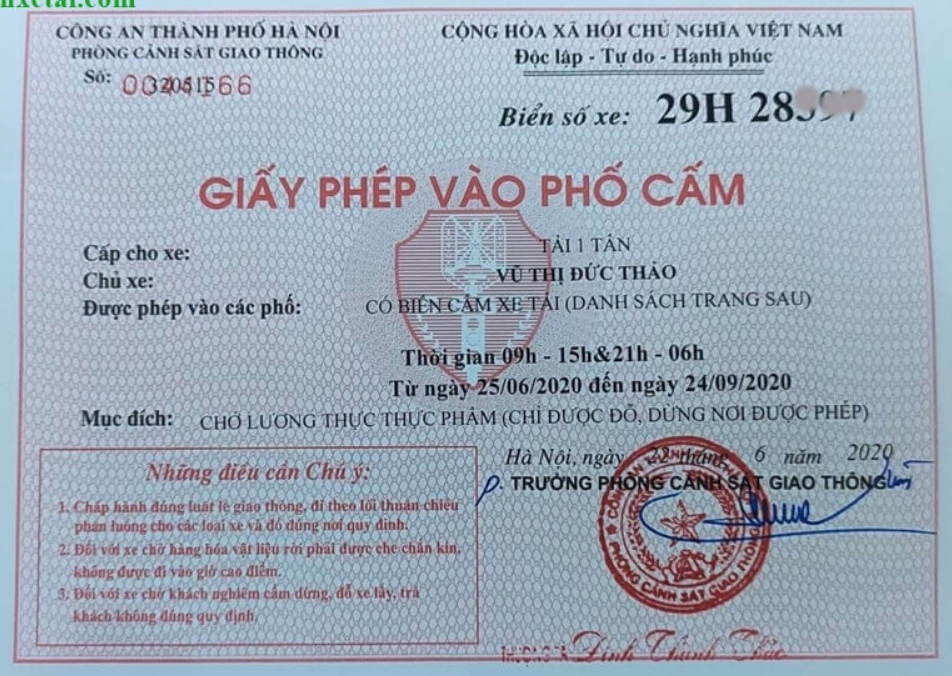 CÔNG AN THÀNH PHỐ HÀ NỘI
PHÒNG CẢNH SÁT GIAO THÔNG
Số:
CỘNG HÒA XÃ HỘI CHỦ NGHĨA VIỆT NAM
Độc lập - Tự do - Hạnh phúc
Biển số xe: 29H
GIẤY PHÉP VÀO PHỐ CẤM
Cấp cho xe: TẢI 1 TẤN
Chủ xe: VŨ THỊ ĐỨC THẢO
Được phép vào các phố: CÓ BIỂN CẤM XE TẢI (DANH SÁCH TRANG SAU)
Thời gian 09h - 15h&21h - 06h
Từ ngày 25/06/2020 đến ngày 24/09/2020
Mục đích: CHỞ LƯƠNG THỰC THỰC PHẨM (CHỈ ĐƯỢC ĐỖ, DỪNG NƠI ĐƯỢC PHÉP)
Những điều cần Chú ý:
1. Chấp hành đúng luật lệ giao thông, đi theo lối thuận chiều
phân luồng cho các loại xe và đỗ đúng nơi quy định.
2. Đối với xe chở hàng hóa vật liệu rời phải được che chắn kín,
không được đi vào giờ cao điểm.
3. Đối với xe chở khách nghiêm cấm dừng, đỗ xe lấy, trả
khách không đúng quy định.
Hà Nội, ngày 22 tháng 6 năm 2020
P. TRƯỞNG PHÒNG CẢNH SÁT GIAO THÔNG
PHÒNG CẢNH SÁT GIAO THÔNG
Đinh Thanh Thảo